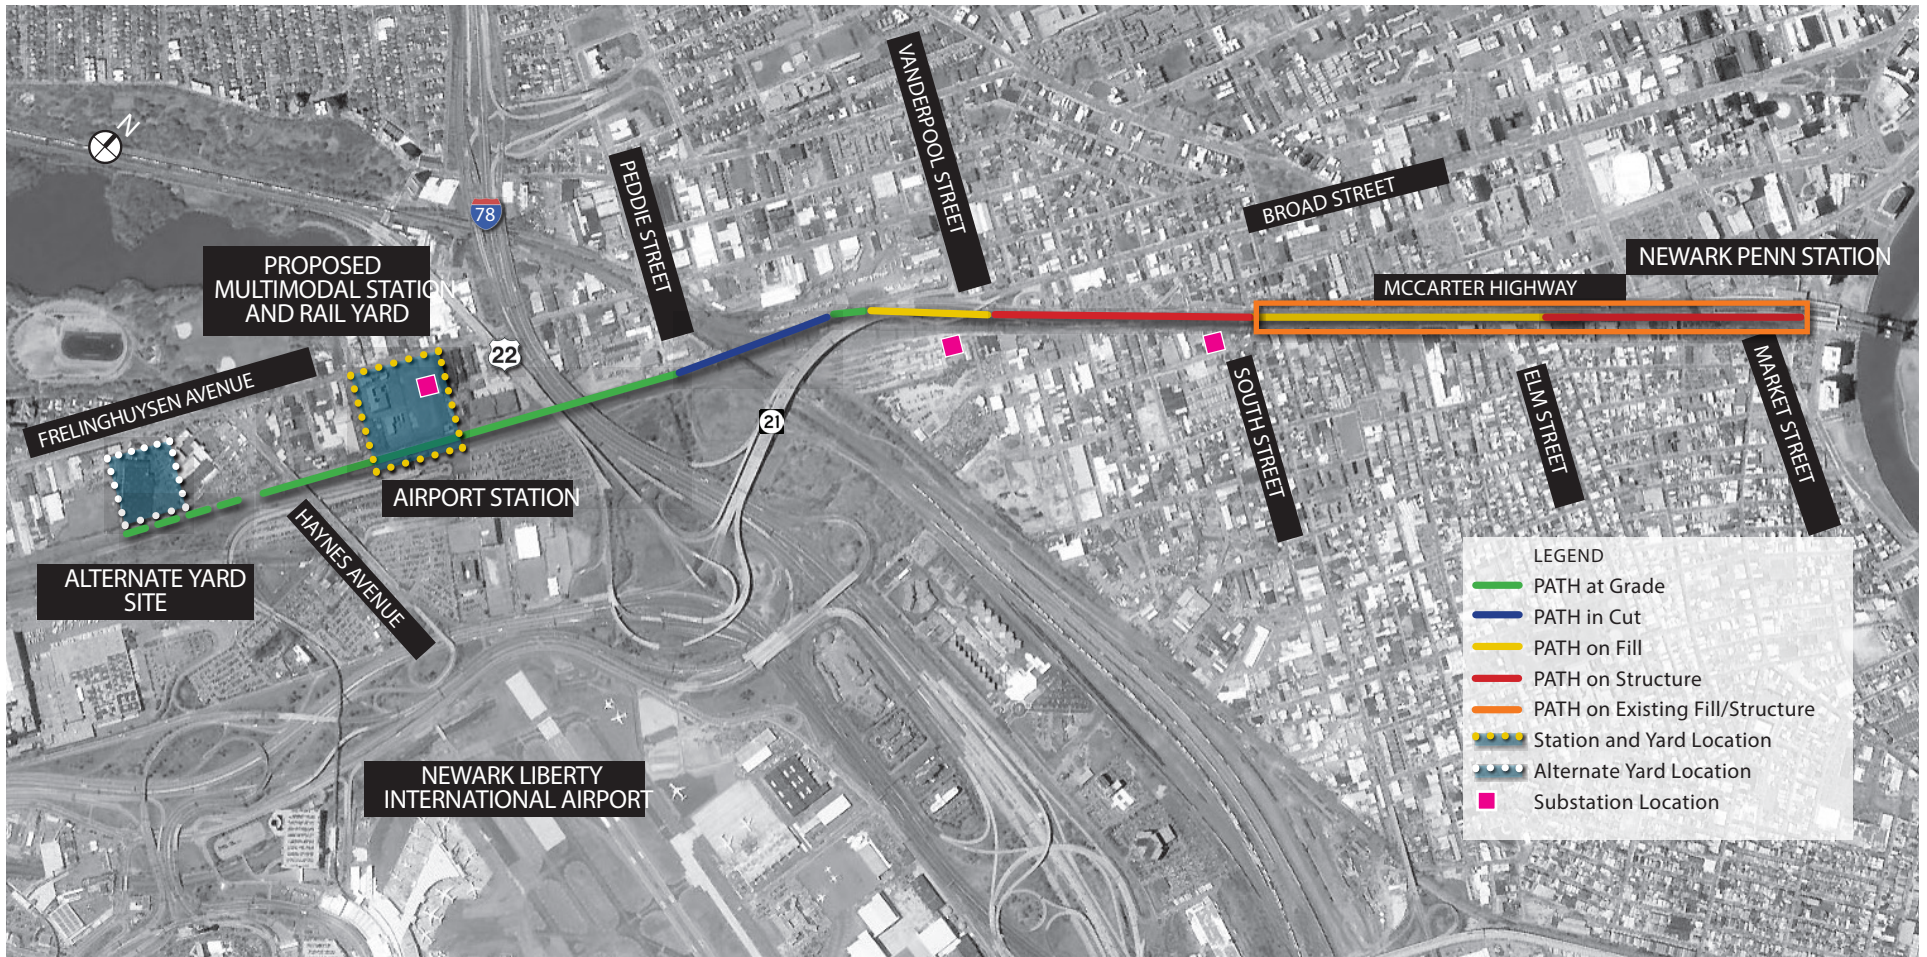 N
78
VANDERPOOL STREET
PEDDIE STREET
BROAD STREET
NEWARK PENN STATION
MCCARTER HIGHWAY
PROPOSED
MULTIMODAL STATION
AND RAIL YARD
22
FRELINGHUYSEN AVENUE
21
SOUTH STREET
ELM STREET
MARKET STREET
AIRPORT STATION
HAYNES AVENUE
ALTERNATE YARD
SITE
NEWARK LIBERTY
INTERNATIONAL AIRPORT
LEGEND
PATH at Grade
PATH in Cut
PATH on Fill
PATH on Structure
PATH on Existing Fill/Structure
Station and Yard Location
Alternate Yard Location
Substation Location